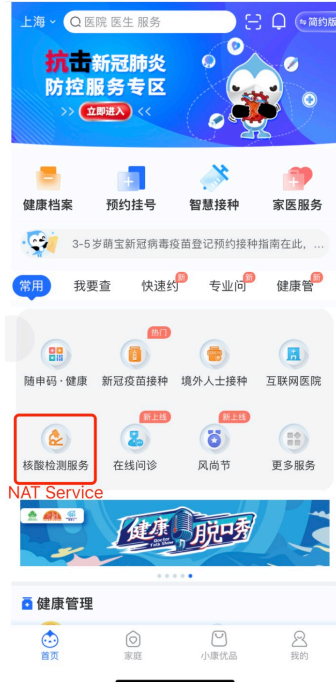 上海
医院 医生 服务
简约版
抗击新冠肺炎
防控服务专区
>> 立即进入 <<
健康档案 预约挂号 智慧接种 家医服务
3-5岁萌宝新冠病毒疫苗登记预约接种指南在此，...
常用 我要查 快速约 新 专业问 新 健康管 新
热门
随申码·健康 新冠疫苗接种 境外人士接种 互联网医院
新上线 新上线
核酸检测服务 在线问诊 风尚节 更多服务
NAT Service
健康脱口秀
Doctor Talk Show
健康管理
首页 家庭 小康优品 我的